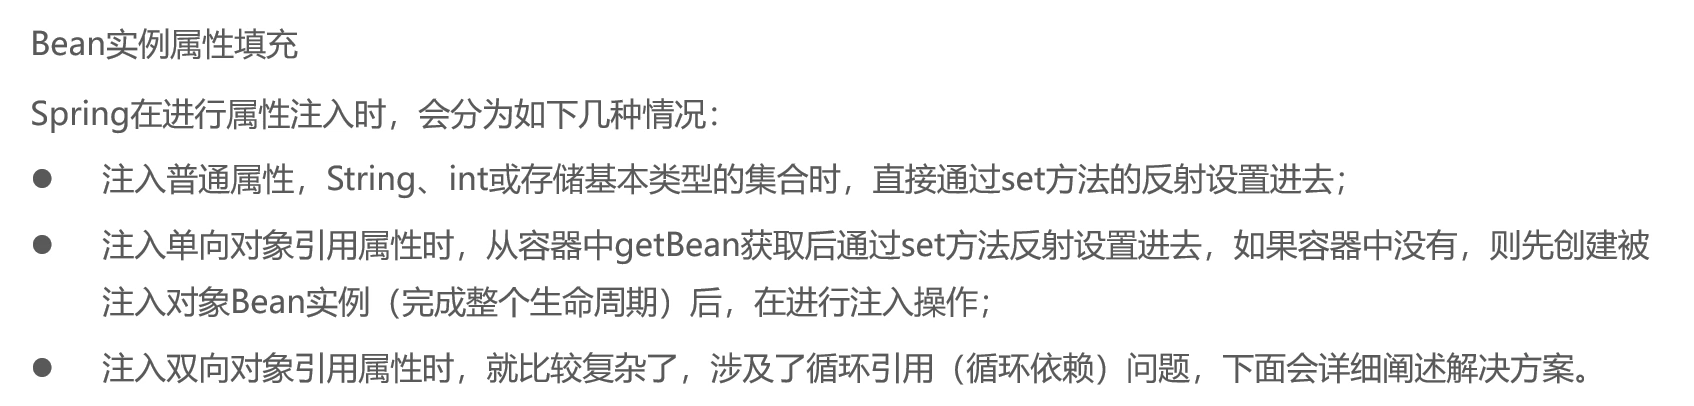 Bean实例属性填充
Spring在进行属性注入时，会分为如下几种情况：
● 注入普通属性，String、int或存储基本类型的集合时，直接通过set方法的反射设置进去；
● 注入单向对象引用属性时，从容器中getBean获取后通过set方法反射设置进去，如果容器中没有，则先创建被
注入对象Bean实例（完成整个生命周期）后，在进行注入操作；
● 注入双向对象引用属性时，就比较复杂了，涉及了循环引用（循环依赖）问题，下面会详细阐述解决方案。